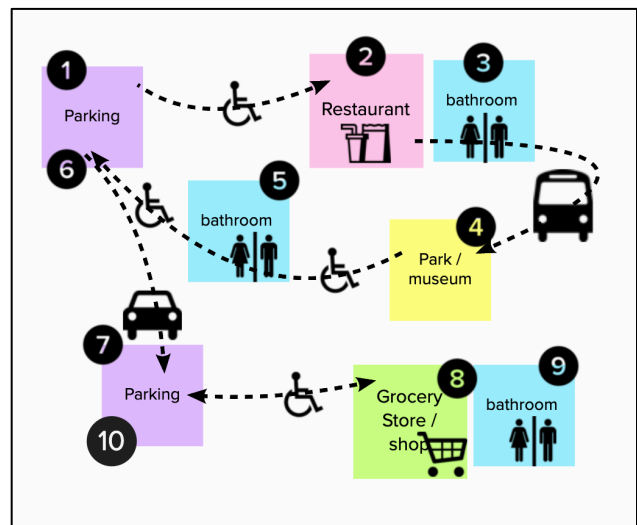 1
Parking
2
Restaurant
3
bathroom
6
5
bathroom
4
Park /
museum
7
Parking
10
8
Grocery
Store /
shop
9
bathroom